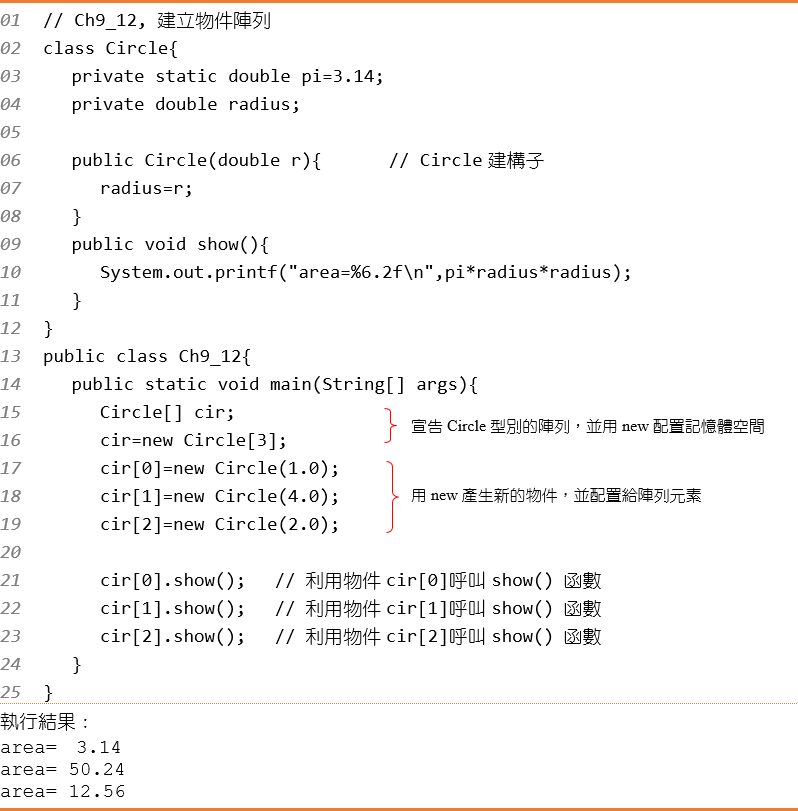 01 // Ch9_12, 建立物件陣列
02 class Circle{
03    private static double pi=3.14;
04    private double radius;
05
06    public Circle(double r){      // Circle 建構子
07       radius=r;
08    }
09    public void show(){
10       System.out.printf("area=%6.2f\n",pi*radius*radius);
11    }
12 }
13 public class Ch9_12{
14    public static void main(String[] args){
15       Circle[] cir;
16       cir=new Circle[3];
宣告 Circle 型別的陣列，並用 new 配置記憶體空間
17       cir[0]=new Circle(1.0);
18       cir[1]=new Circle(4.0);
用 new 產生新的物件，並配置給陣列元素
19       cir[2]=new Circle(2.0);
20
21       cir[0].show();   // 利用物件 cir[0]呼叫 show() 函數
22       cir[1].show();   // 利用物件 cir[1]呼叫 show() 函數
23       cir[2].show();   // 利用物件 cir[2]呼叫 show() 函數
24    }
25 }
執行結果：
area=  3.14
area= 50.24
area= 12.56